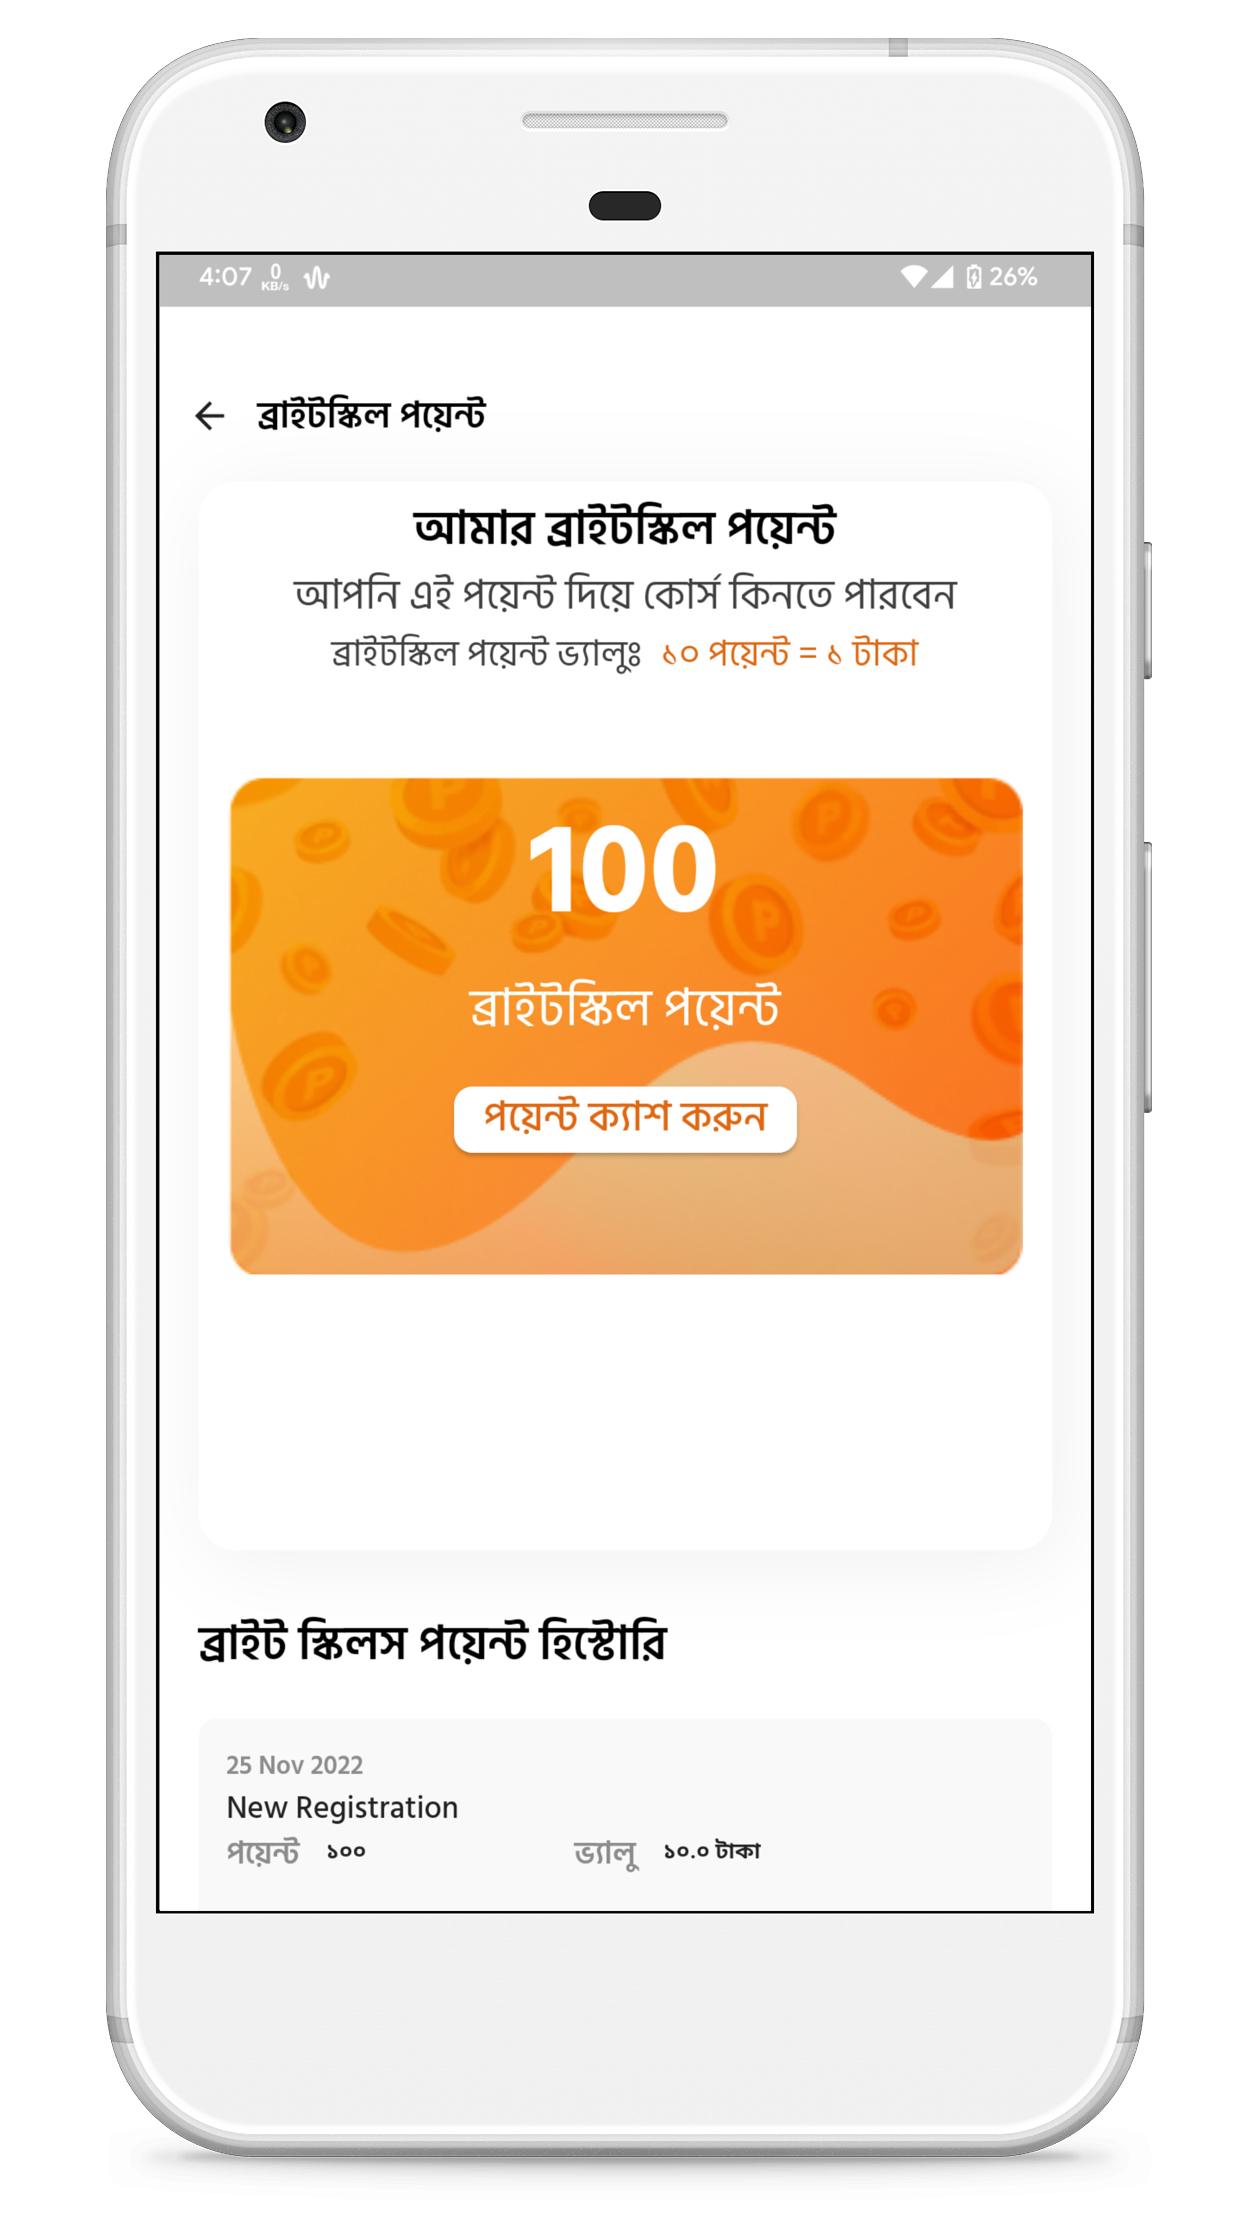 4:07 0 KB/s 26%
ব্রাইটস্কিল পয়েন্ট
আমার ব্রাইটস্কিল পয়েন্ট
আপনি এই পয়েন্ট দিয়ে কোর্স কিনতে পারবেন
ব্রাইটস্কিল পয়েন্ট ভ্যালুঃ ১০ পয়েন্ট = ১ টাকা
100
ব্রাইটস্কিল পয়েন্ট
পয়েন্ট ক্যাশ করুন
ব্রাইট স্কিলস পয়েন্ট হিস্টোরি
25 Nov 2022
New Registration
পয়েন্ট ১০০ ভ্যালু ১০.০ টাকা